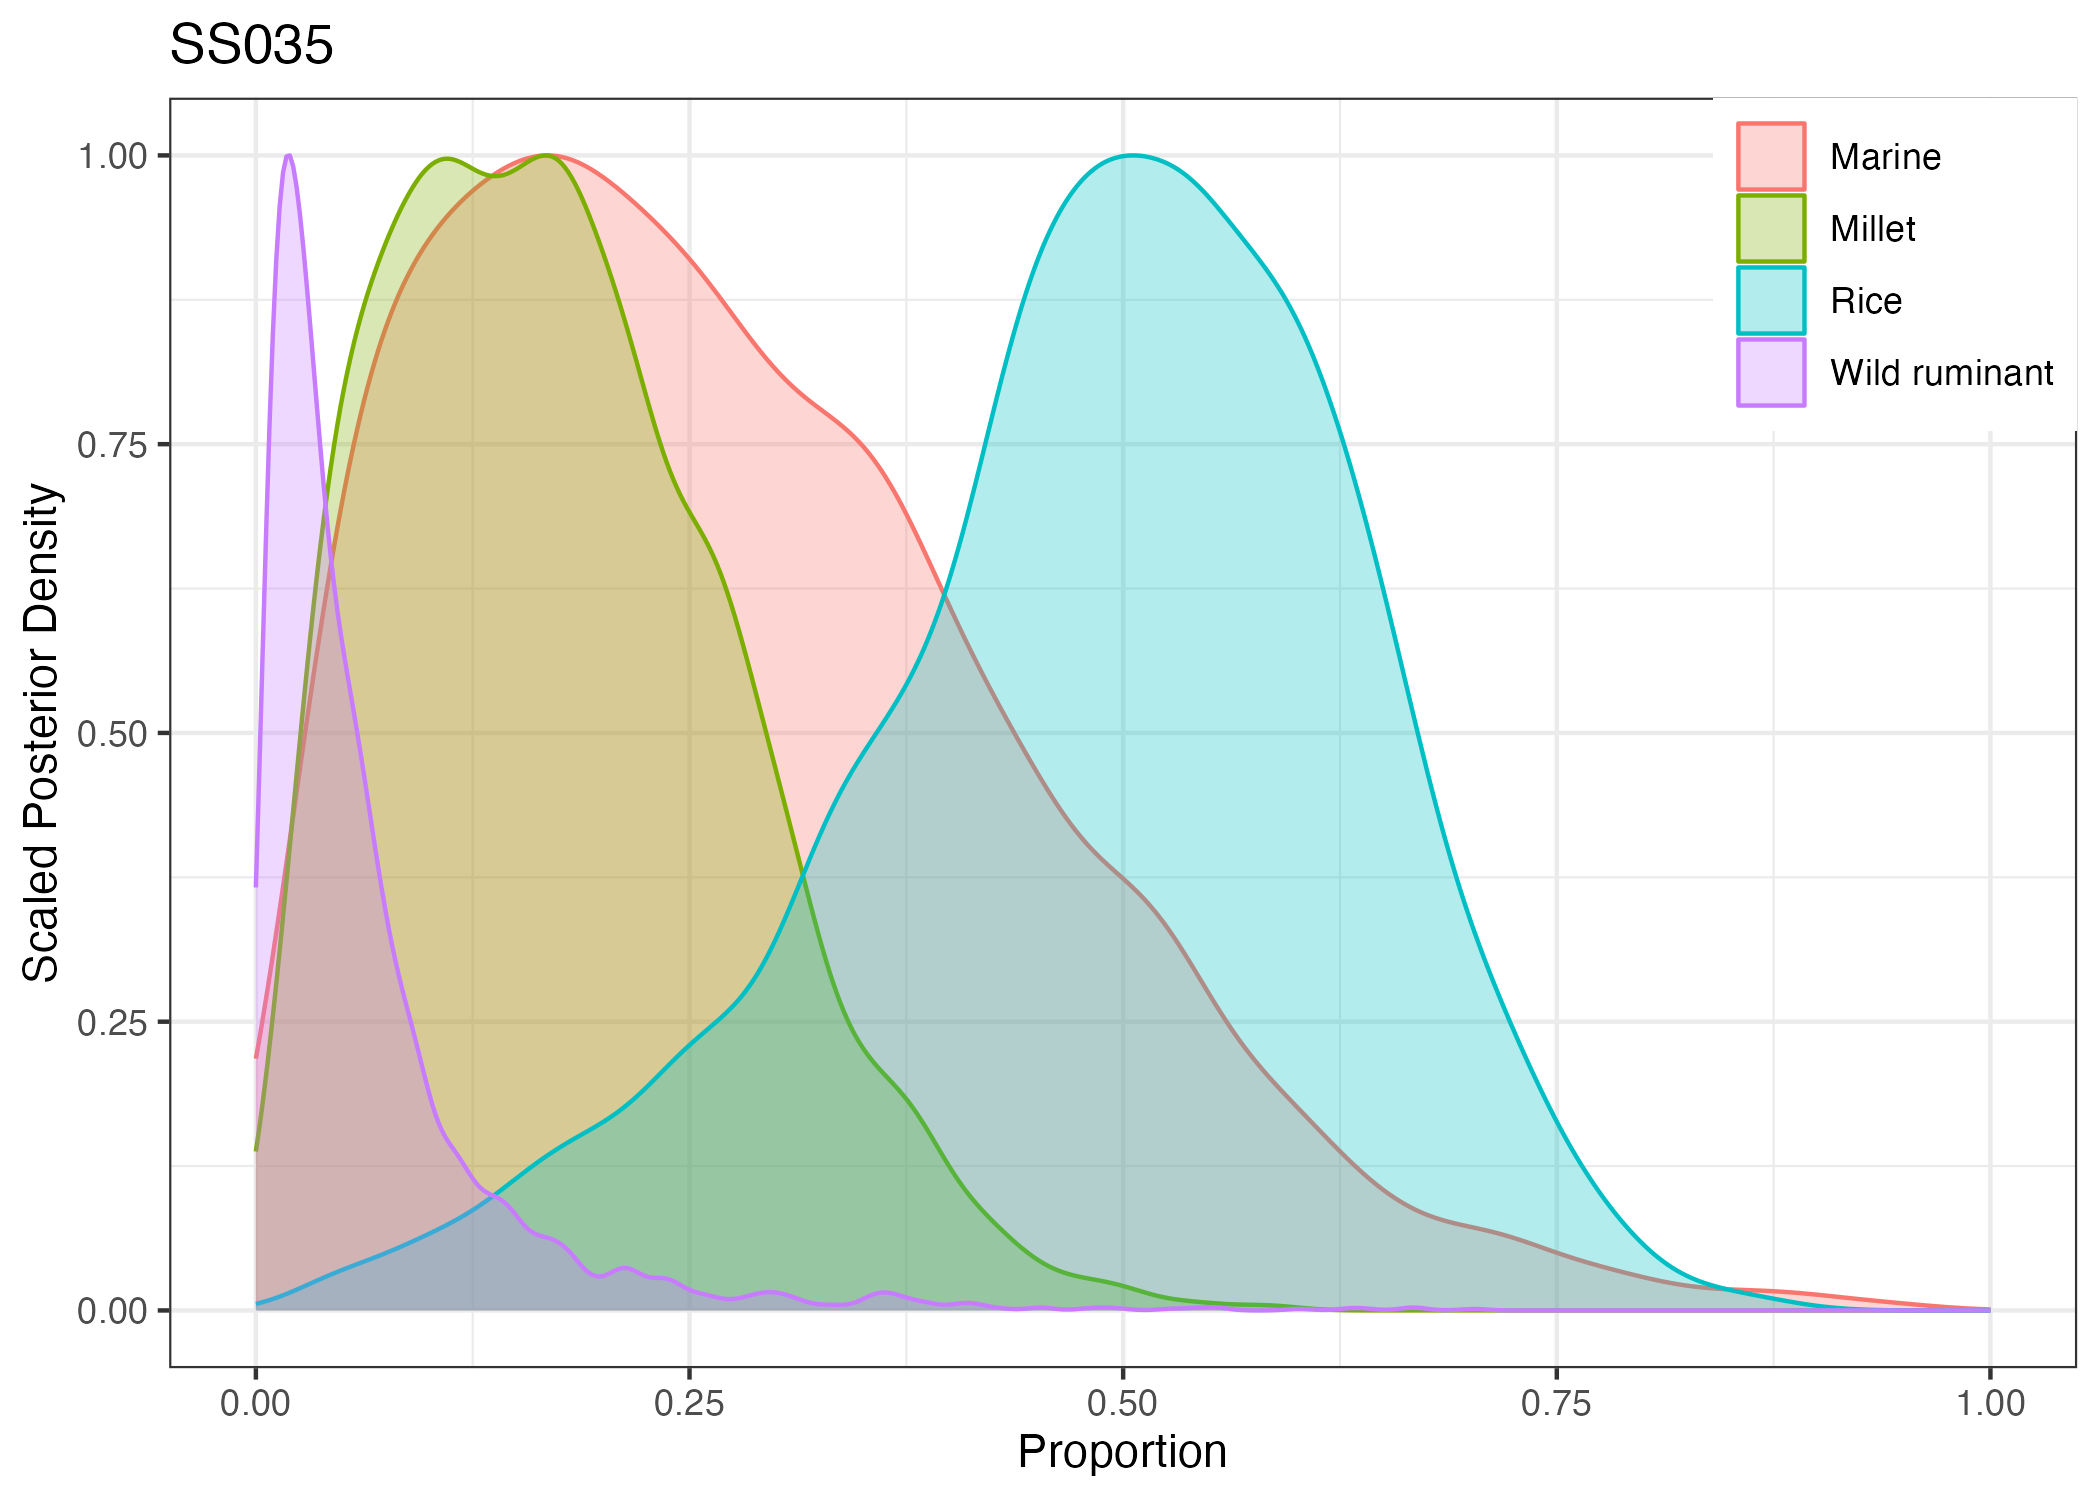 SS035
Marine
Millet
Rice
Wild ruminant
1.00
0.75
0.50
0.25
0.00
Scaled Posterior Density
0.00 0.25 0.50 0.75 1.00
Proportion